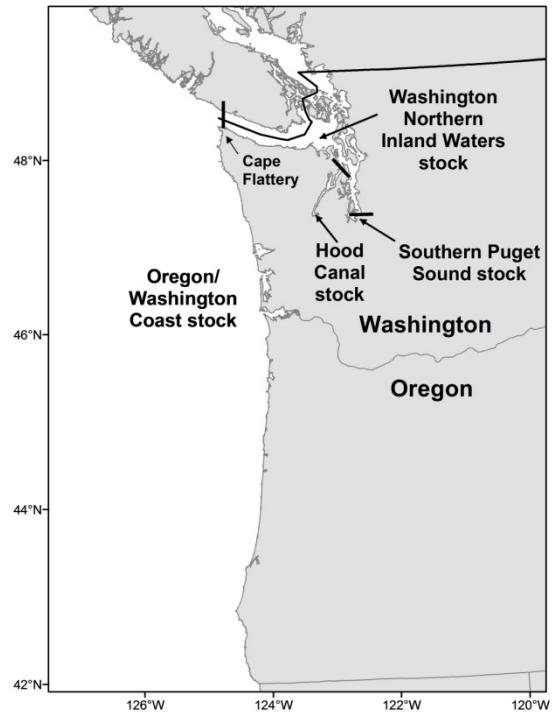 Washington
Northern
Inland Waters
stock
48°N
Cape
Flattery
Hood
Canal
stock
Southern Puget
Sound stock
Oregon/
Washington
Coast stock
Washington
46°N
Oregon
44°N
42°N
126°W
124°W
122°W
120°W